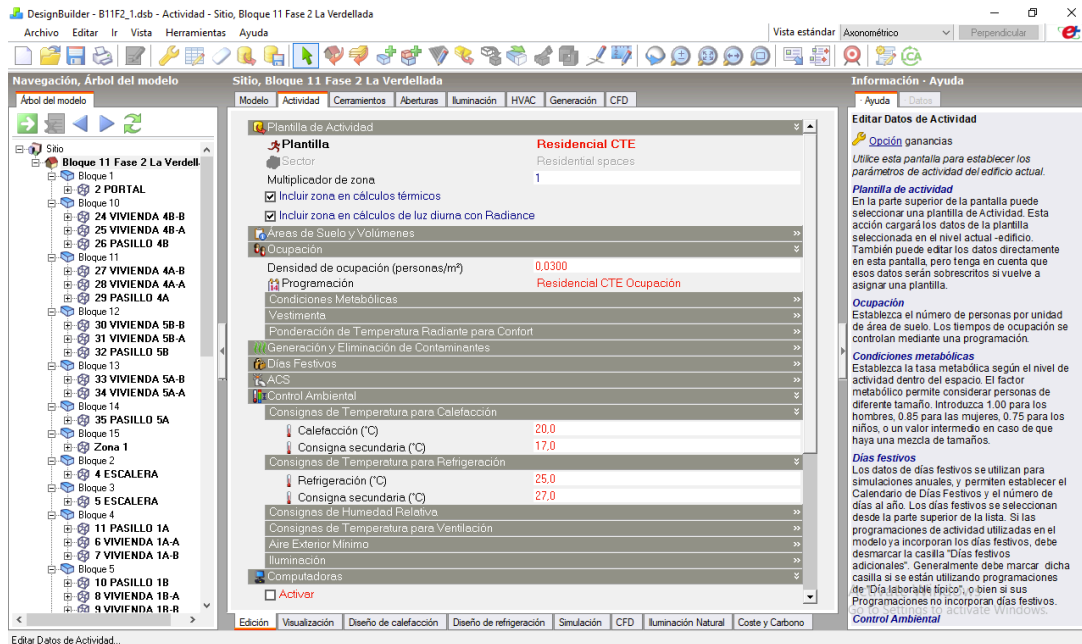 DesignBuilder - B11F2_1.dsb - Actividad - Sitio, Bloque 11 Fase 2 La Verdellada
Archivo Editar Ir Vista Herramientas Ayuda
Vista estándar Axonométrico Perpendicular
Navegación, Árbol del modelo
Árbol del modelo
Sitio
Bloque 11 Fase 2 La Verdell
Bloque 1
2 PORTAL
Bloque 10
24 VIVIENDA 4B-B
25 VIVIENDA 4B-A
26 PASILLO 4B
Bloque 11
27 VIVIENDA 4A-B
28 VIVIENDA 4A-A
29 PASILLO 4A
Bloque 12
30 VIVIENDA 5B-B
31 VIVIENDA 5B-A
32 PASILLO 5B
Bloque 13
33 VIVIENDA 5A-B
34 VIVIENDA 5A-A
Bloque 14
35 PASILLO 5A
Bloque 15
Zona 1
Bloque 2
4 ESCALERA
Bloque 3
5 ESCALERA
Bloque 4
11 PASILLO 1A
6 VIVIENDA 1A-A
7 VIVIENDA 1A-B
Bloque 5
10 PASILLO 1B
8 VIVIENDA 1B-A
9 VIVIENDA 1B-B
Sitio, Bloque 11 Fase 2 La Verdellada
Modelo Actividad Cerramientos Aberturas Iluminación HVAC Generación CFD
Plantilla de Actividad
Plantilla Residencial CTE
Sector Residential spaces
Multiplicador de zona 1
Incluir zona en cálculos térmicos
Incluir zona en cálculos de luz diurna con Radiance
Áreas de Suelo y Volúmenes
Ocupación
Densidad de ocupación (personas/m²) 0,0300
Programación Residencial CTE Ocupación
Condiciones Metabólicas
Vestimenta
Ponderación de Temperatura Radiante para Confort
Generación y Eliminación de Contaminantes
Días Festivos
ACS
Control Ambiental
Consignas de Temperatura para Calefacción
Calefacción (°C) 20,0
Consigna secundaria (°C) 17,0
Consignas de Temperatura para Refrigeración
Refrigeración (°C) 25,0
Consigna secundaria (°C) 27,0
Consignas de Humedad Relativa
Consignas de Temperatura para Ventilación
Aire Exterior Mínimo
Iluminación
Computadoras
Activar
Edición Visualización Diseño de calefacción Diseño de refrigeración Simulación CFD Iluminación Natural Coste y Carbono
Información - Ayuda
Ayuda Datos
Editar Datos de Actividad
Opción ganancias
Utilice esta pantalla para establecer los
parámetros de actividad del edificio actual.
Plantilla de actividad
En la parte superior de la pantalla puede
seleccionar una plantilla de Actividad. Esta
acción cargará los datos de la plantilla
seleccionada en el nivel actual -edificio.
También puede editar los datos directamente
en esta pantalla, pero tenga en cuenta que
esos datos serán sobrescritos si vuelve a
asignar una plantilla.
Ocupación
Establezca el número de personas por unidad
de área de suelo. Los tiempos de ocupación se
controlan mediante una programación.
Condiciones metabólicas
Establezca la tasa metabólica según el nivel de
actividad dentro del espacio. El factor
metabólico permite considerar personas de
diferente tamaño. Introduzca 1.00 para los
hombres, 0.85 para las mujeres, 0.75 para los
niños, o un valor intermedio en caso de que
haya una mezcla de tamaños.
Días festivos
Los datos de días festivos se utilizan para
simulaciones anuales, y permiten establecer el
Calendario de Días Festivos y el número de
días al año. Los días festivos se seleccionan
desde la parte superior de la lista. Si las
programaciones de actividad utilizadas en el
modelo ya incorporan los días festivos, debe
desmarcar la casilla "Días festivos
adicionales". Generalmente debe marcar dicha
casilla si se están utilizando programaciones
de "Día laborable típico", o bien si sus
Programaciones no incorporan días festivos.
Control Ambiental
Go to Settings to activate Windows.
Editar Datos de Actividad...